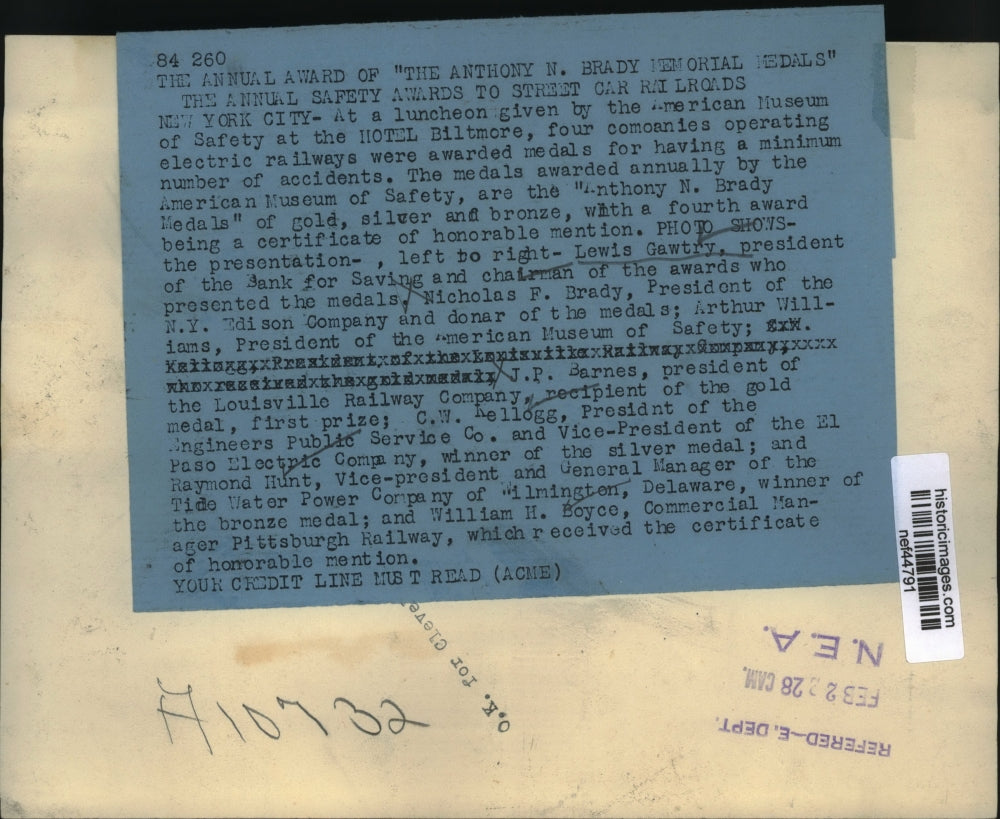 84 260
THE ANNUAL AWARD OF "THE ANTHONY N. BRADY MEMORIAL MEDALS"
THE ANNUAL SAFETY AWARDS TO STREET CAR RAILROADS
NEW YORK CITY- At a luncheon given by the American Museum
of Safety at the HOTEL Biltmore, four comoanies operating
electric railways were awarded medals for having a minimum
number of accidents. The medals awarded annually by the
American Museum of Safety, are the "Anthony N. Brady
Medals" of gold, silver and bronze, with a fourth award
being a certificate of honorable mention. PHOTO SHOWS-
the presentation- , left to right- Lewis Gawtry, president
of the Bank for Saving and chairman of the awards who
presented the medals, Nicholas F. Brady, President of the
N.Y. Edison Company and donar of the medals; Arthur Will-
iams, President of the American Museum of Safety; CxW.
KelloggxxPresidentxofxthexLouisvillexRailwayxCompany,xxxx
whoxreceivedxthexgoldxmedal, J.P. Barnes, president of
the Louisville Railway Company, recipient of the gold
medal, first prize; C.W. Kellogg, Presidnt of the
Engineers Public Service Co. and Vice-President of the El
Paso Electric Company, winner of the silver medal; and
Raymond Hunt, Vice-president and General Manager of the
Tide Water Power Company of Wilmington, Delaware, winner of
the bronze medal; and William H. Boyce, Commercial Man-
ager Pittsburgh Railway, which received the certificate
of honorable mention.
YOUR CREDIT LINE MUST READ (ACME)
historicimages.com
nef44791
O.K. for Cleve
A10732
N.E.A.
FEB 2 28 CAM.
REFERED-E. DEPT.